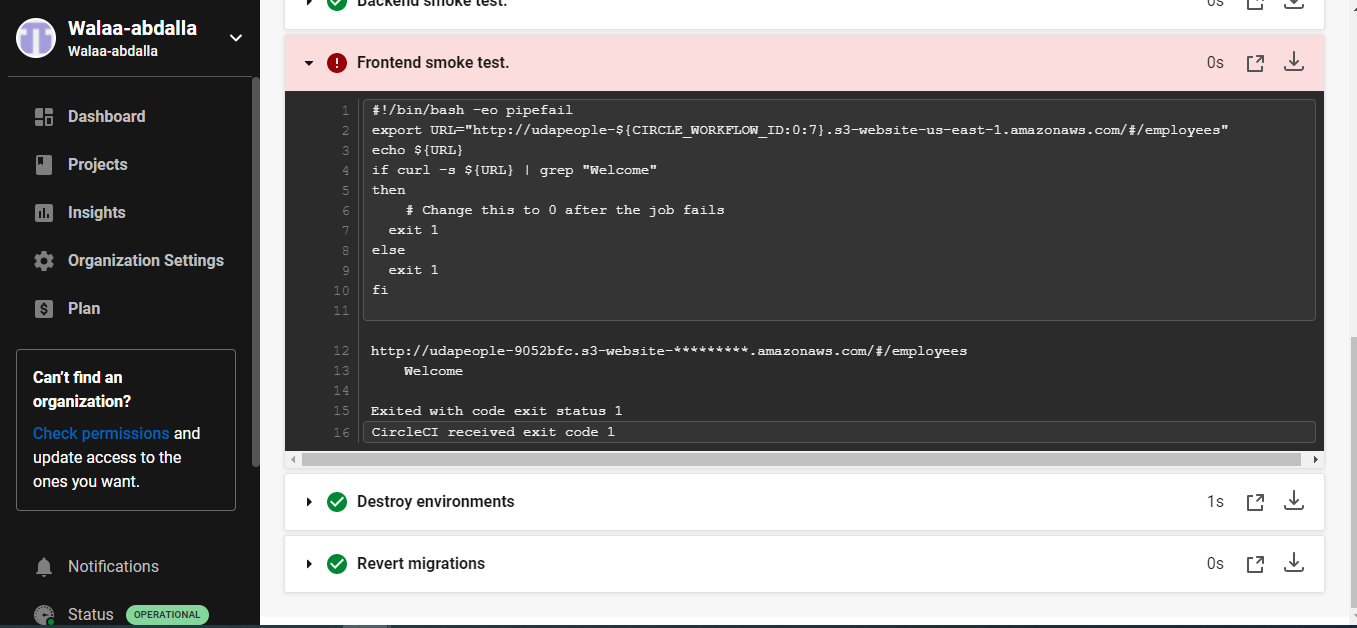 Walaa-abdalla
Walaa-abdalla
Dashboard
Projects
Insights
Organization Settings
Plan
Can't find an
organization?
Check permissions and
update access to the
ones you want.
Notifications
Status OPERATIONAL
Backend smoke test. 0s
Frontend smoke test. 0s
1 #!/bin/bash -eo pipefail
2 export URL="http://udapeople-${CIRCLE_WORKFLOW_ID:0:7}.s3-website-us-east-1.amazonaws.com/#/employees"
3 echo ${URL}
4 if curl -s ${URL} | grep "Welcome"
5 then
6 # Change this to 0 after the job fails
7 exit 1
8 else
9 exit 1
10 fi
11
12 http://udapeople-9052bfc.s3-website-*********.amazonaws.com/#/employees
13 Welcome
14
15 Exited with code exit status 1
16 CircleCI received exit code 1
Destroy environments 1s
Revert migrations 0s